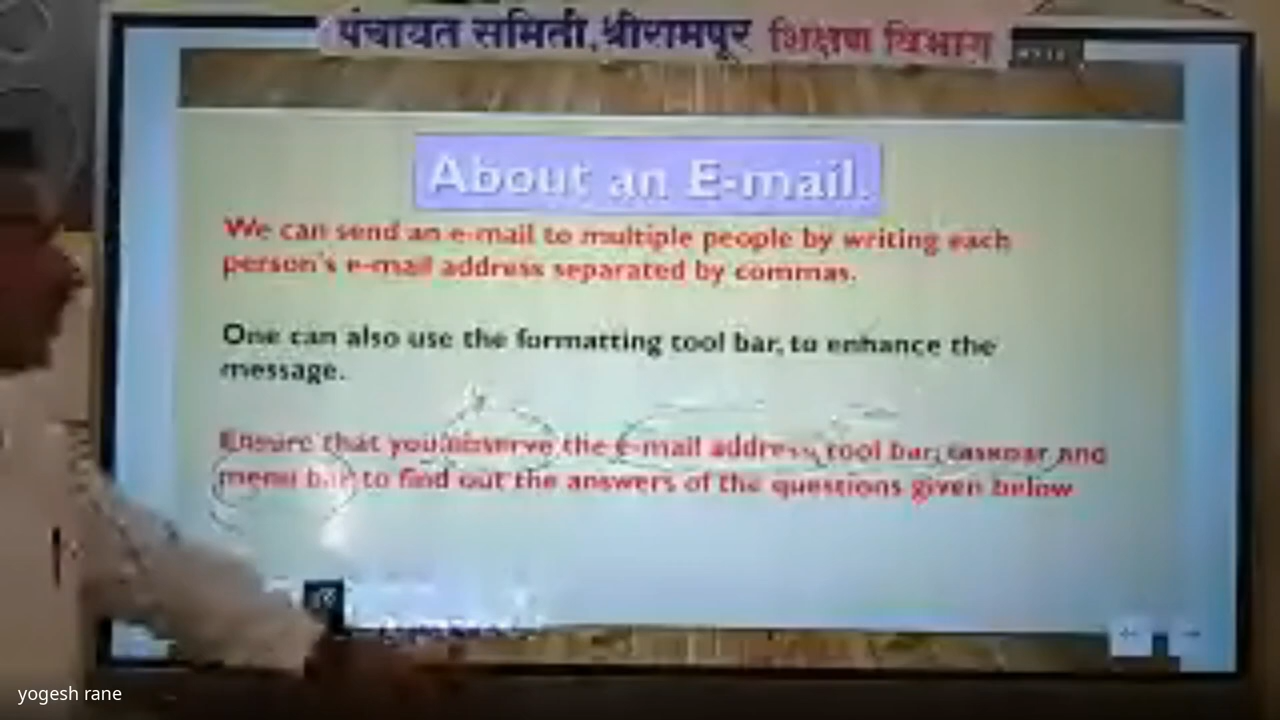 पंचायत समिती,श्रीरामपूर शिक्षण विभाग
About an E-mail.
We can send an e-mail to multiple people by writing each
person's e-mail address separated by commas.
One can also use the formatting tool bar, to enhance the
message.
Ensure that you observe the e-mail address, tool bar, taskbar and
menu bar to find out the answers of the questions given below
yogesh rane